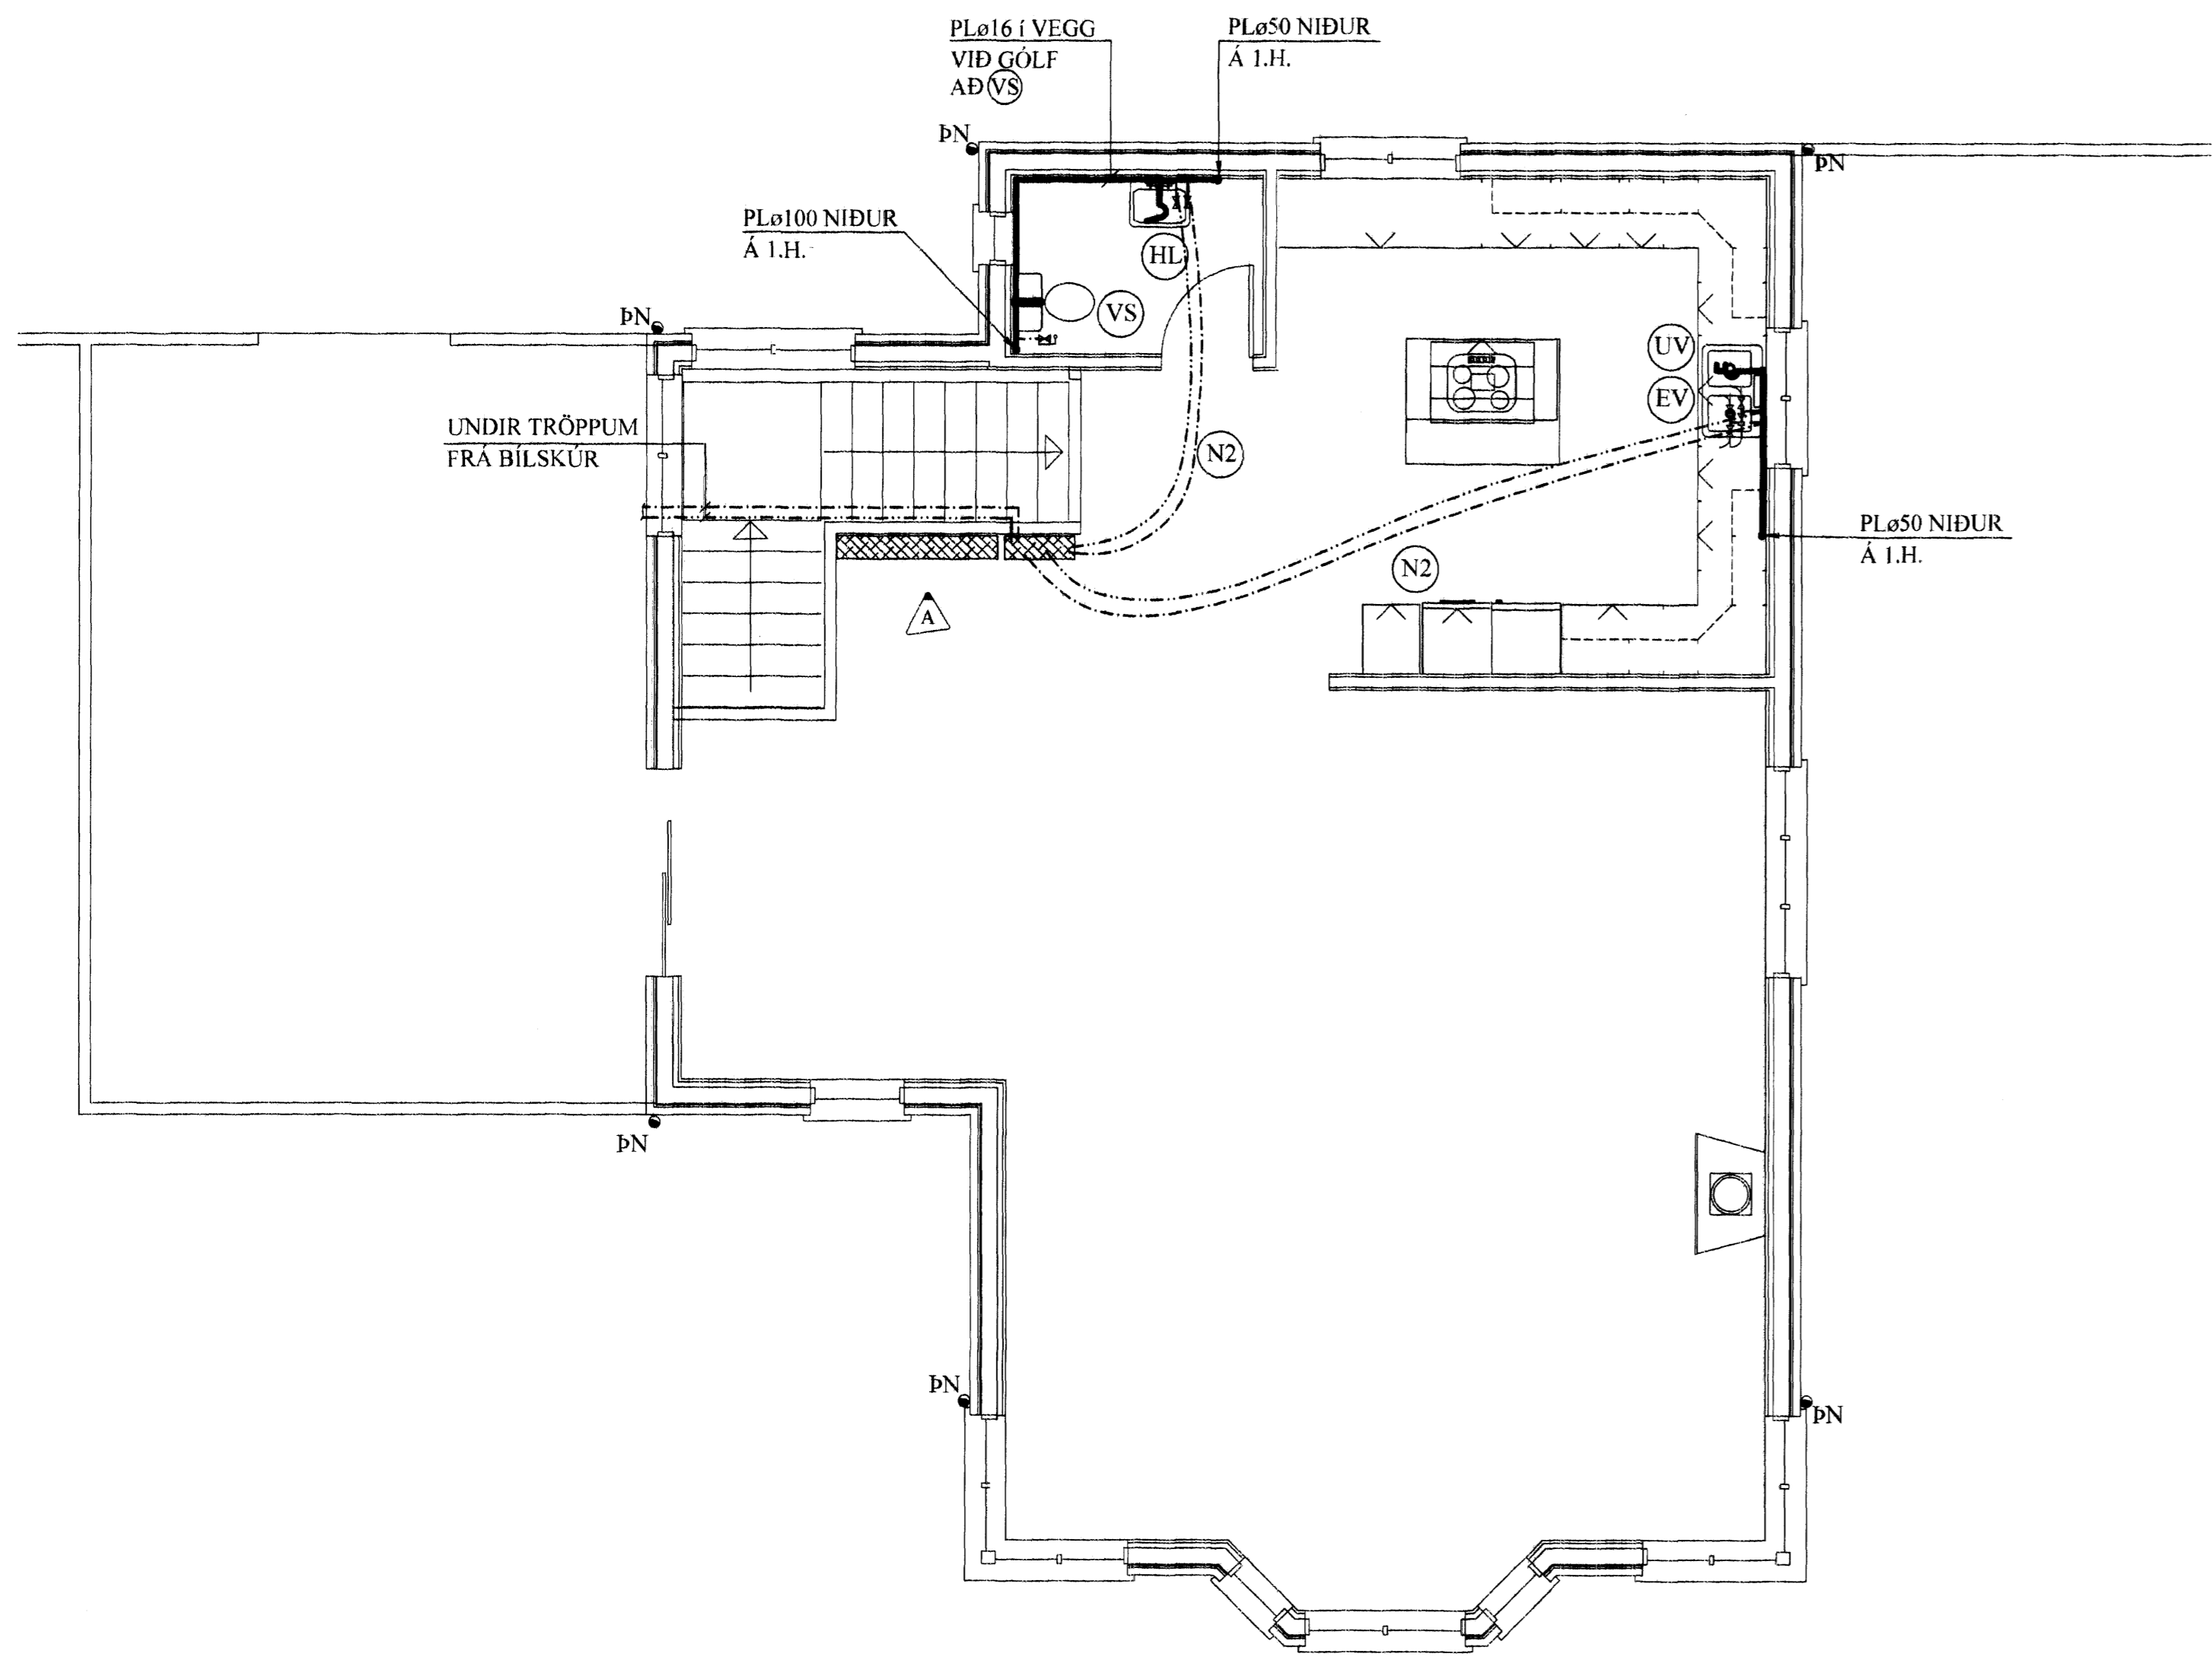 PLø16 í VEGG
VIÐ GÓLF
AÐ VS
PLø50 NIÐUR
Á 1.H.
ÞN
ÞN
PLø100 NIÐUR
Á 1.H.
HL
VS
ÞN
UV
EV
UNDIR TRÖPPUM
FRÁ BÍLSKÚR
N2
PLø50 NIÐUR
Á 1.H.
N2
A
ÞN
ÞN
ÞN